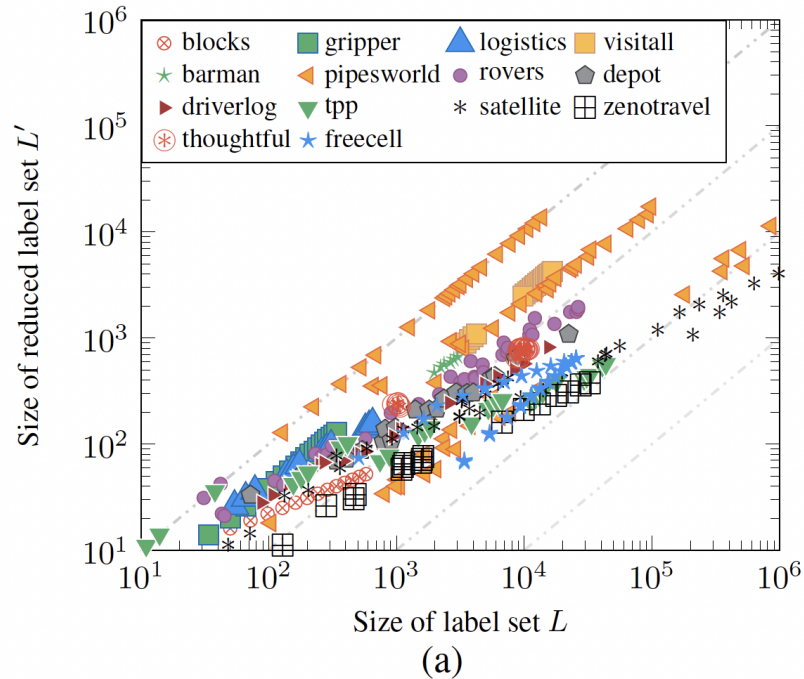 10^6
10^5
10^4
10^3
10^2
10^1
Size of reduced label set L′
blocks gripper logistics visitall
barman pipesworld rovers depot
driverlog tpp satellite zenotravel
thoughtful freecell
10^1 10^2 10^3 10^4 10^5 10^6
Size of label set L
(a)